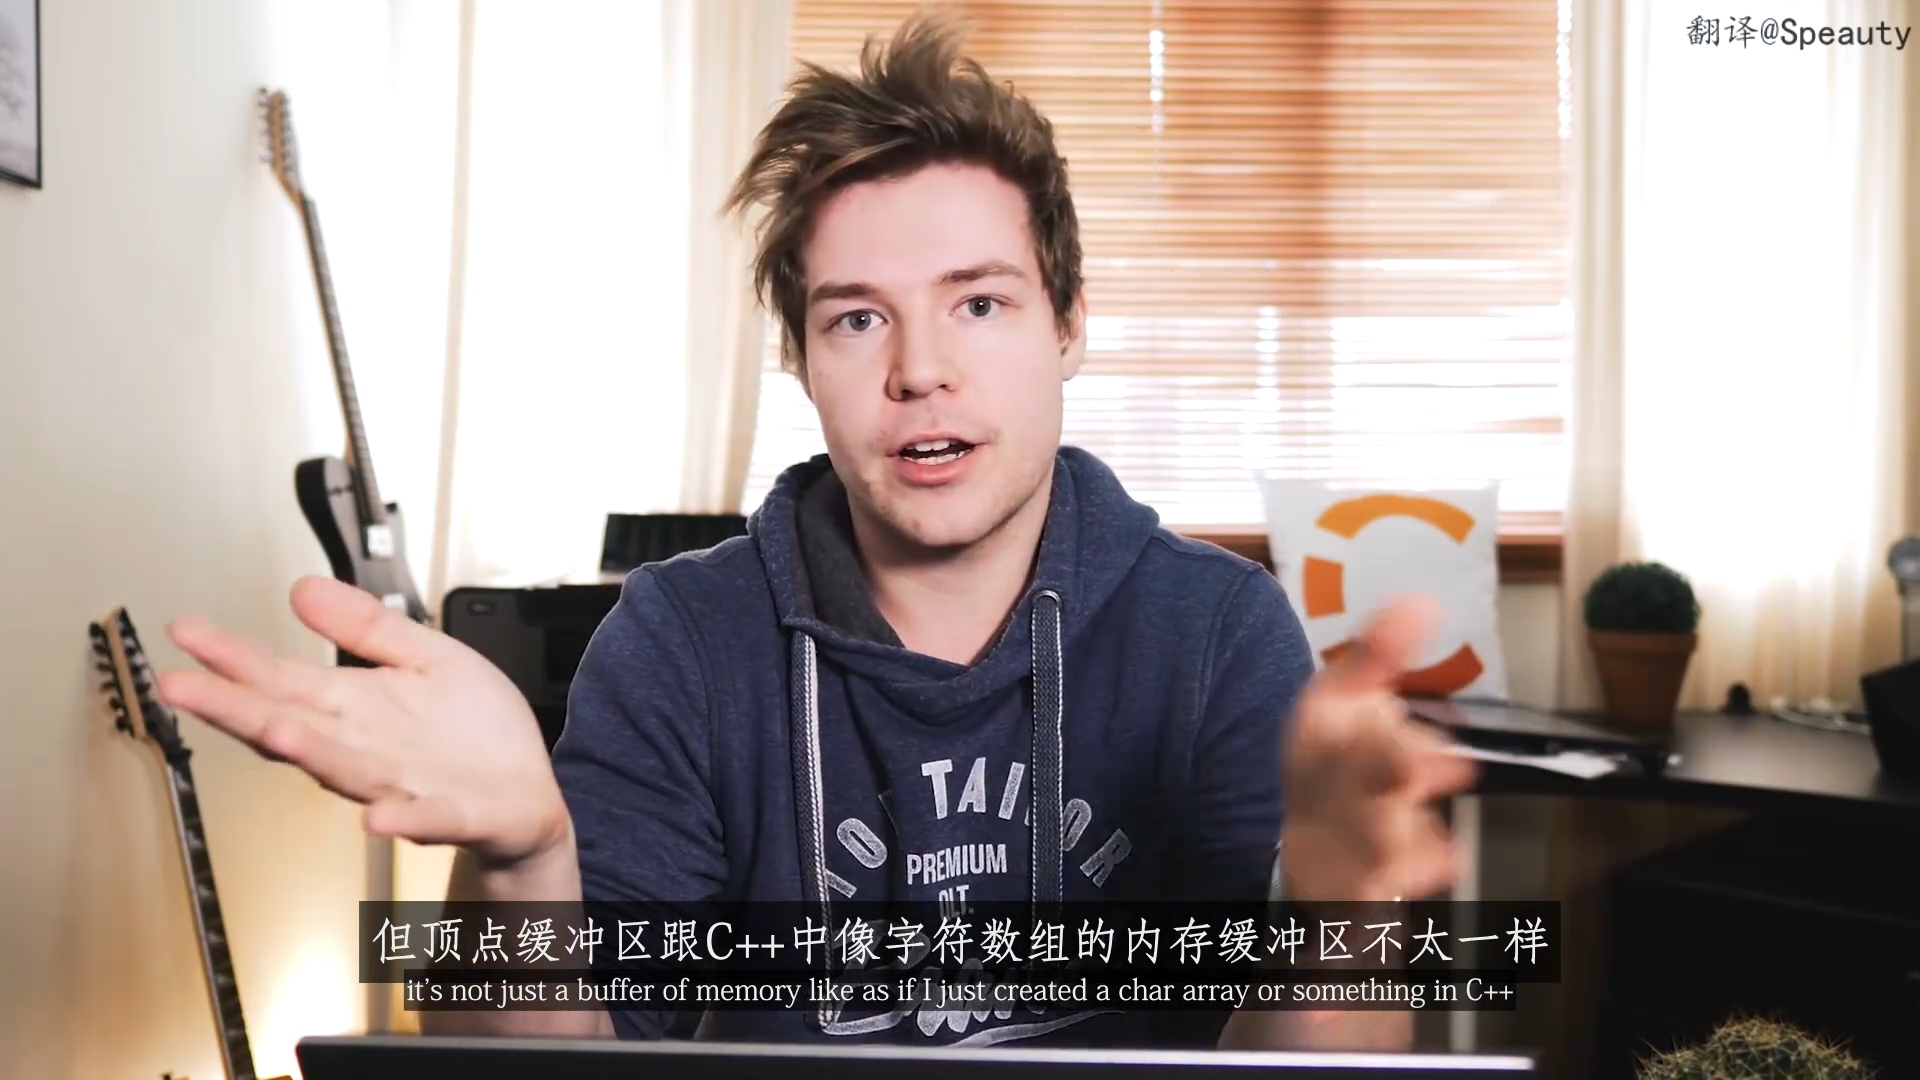 翻译@Speauty
TAILOR
PREMIUM
QLT.
但顶点缓冲区跟C++中像字符数组的内存缓冲区不太一样
it's not just a buffer of memory like as if I just created a char array or something in C++